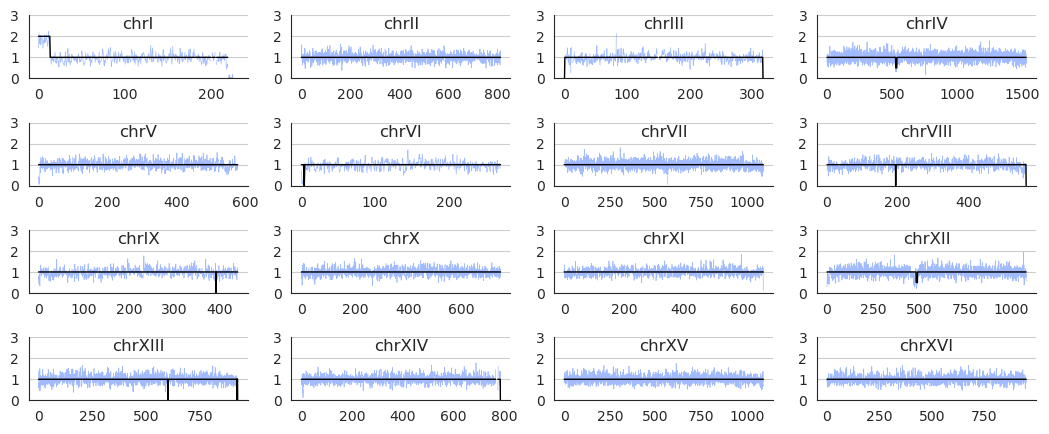 3 chrI 3 chrII 3 chrIII 3 chrIV
2 2 2 2
1 1 1 1
0 0 0 0
0 100 200 0 200 400 600 800 0 100 200 300 0 500 1000 1500
3 chrV 3 chrVI 3 chrVII 3 chrVIII
2 2 2 2
1 1 1 1
0 0 0 0
0 200 400 600 0 100 200 0 250 500 750 1000 0 200 400
3 chrIX 3 chrX 3 chrXI 3 chrXII
2 2 2 2
1 1 1 1
0 0 0 0
0 100 200 300 400 0 200 400 600 0 200 400 600 0 250 500 750 1000
3 chrXIII 3 chrXIV 3 chrXV 3 chrXVI
2 2 2 2
1 1 1 1
0 0 0 0
0 250 500 750 0 200 400 600 800 0 250 500 750 1000 0 250 500 750